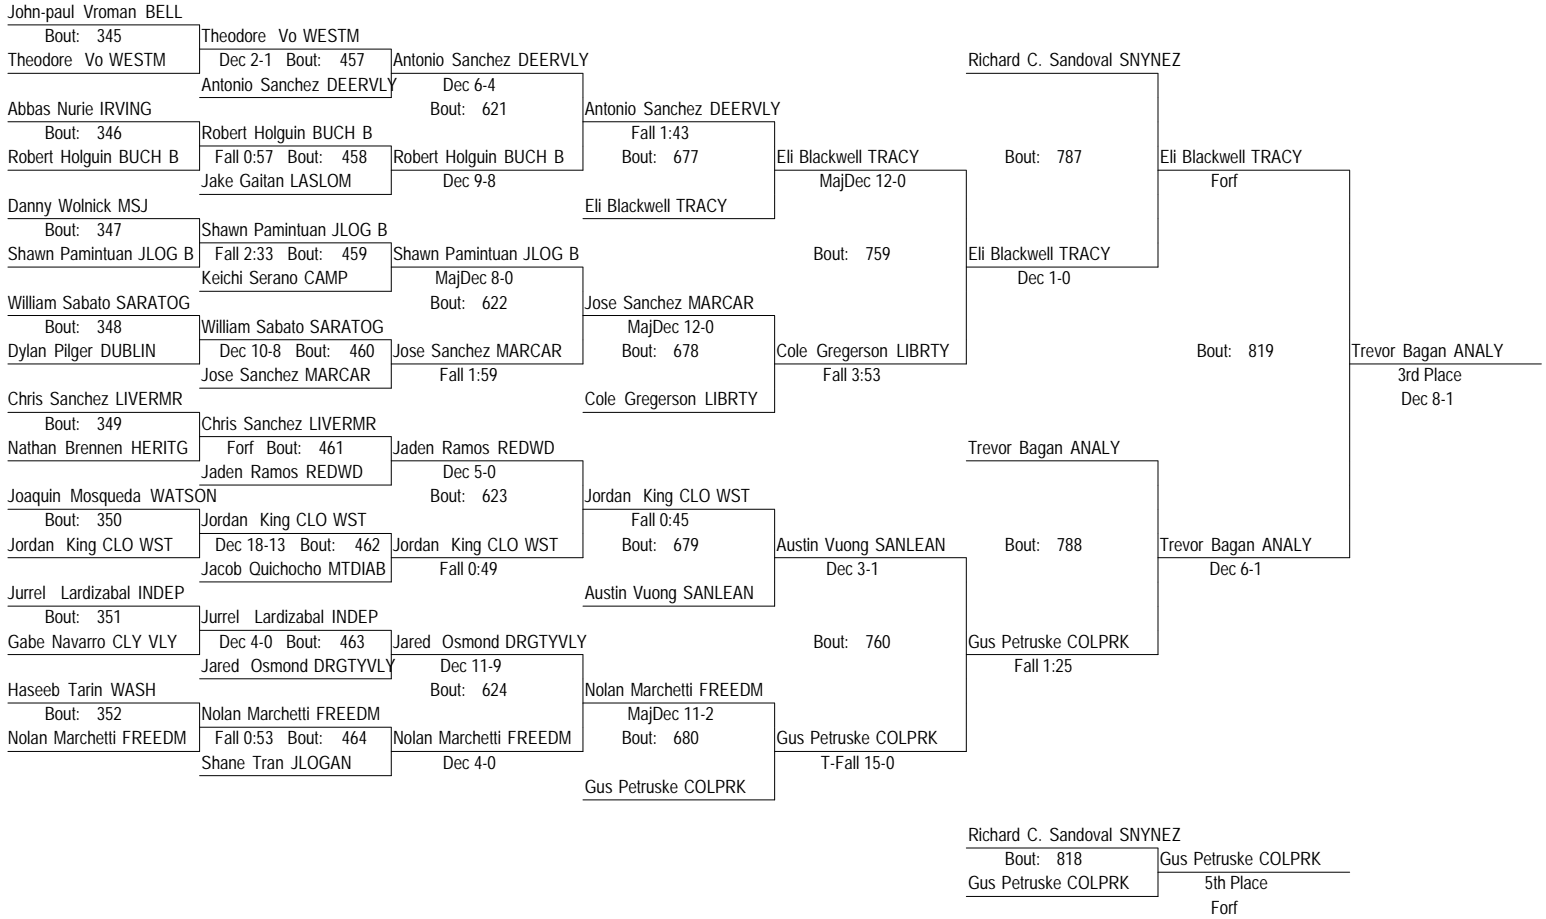 John-paul Vroman BELL
Bout: 345
Theodore Vo WESTM
Abbas Nurie IRVING
Bout: 346
Robert Holguin BUCH B
Danny Wolnick MSJ
Bout: 347
Shawn Pamintuan JLOG B
William Sabato SARATOG
Bout: 348
Dylan Pilger DUBLIN
Chris Sanchez LIVERMR
Bout: 349
Nathan Brennen HERITG
Joaquin Mosqueda WATSON
Bout: 350
Jordan King CLO WST
Jurrel Lardizabal INDEP
Bout: 351
Gabe Navarro CLY VLY
Haseeb Tarin WASH
Bout: 352
Nolan Marchetti FREEDM
Theodore Vo WESTM
Dec 2-1 Bout: 457
Antonio Sanchez DEERVLY
Robert Holguin BUCH B
Fall 0:57 Bout: 458
Jake Gaitan LASLOM
Shawn Pamintuan JLOG B
Fall 2:33 Bout: 459
Keichi Serano CAMP
William Sabato SARATOG
Dec 10-8 Bout: 460
Jose Sanchez MARCAR
Chris Sanchez LIVERMR
Forf Bout: 461
Jaden Ramos REDWD
Jordan King CLO WST
Dec 18-13 Bout: 462
Jacob Quichocho MTDIAB
Jurrel Lardizabal INDEP
Dec 4-0 Bout: 463
Jared Osmond DRGTYVLY
Nolan Marchetti FREEDM
Fall 0:53 Bout: 464
Shane Tran JLOGAN
Antonio Sanchez DEERVLY
Dec 6-4
Bout: 621
Robert Holguin BUCH B
Dec 9-8
Shawn Pamintuan JLOG B
MajDec 8-0
Bout: 622
Jose Sanchez MARCAR
Fall 1:59
Jaden Ramos REDWD
Dec 5-0
Bout: 623
Jordan King CLO WST
Fall 0:49
Jared Osmond DRGTYVLY
Dec 11-9
Bout: 624
Nolan Marchetti FREEDM
Dec 4-0
Antonio Sanchez DEERVLY
Fall 1:43
Bout: 677
Eli Blackwell TRACY
Jose Sanchez MARCAR
MajDec 12-0
Bout: 678
Cole Gregerson LIBRTY
Jordan King CLO WST
Fall 0:45
Bout: 679
Austin Vuong SANLEAN
Nolan Marchetti FREEDM
MajDec 11-2
Bout: 680
Gus Petruske COLPRK
Eli Blackwell TRACY
MajDec 12-0
Bout: 759
Cole Gregerson LIBRTY
Fall 3:53
Austin Vuong SANLEAN
Dec 3-1
Bout: 760
Gus Petruske COLPRK
T-Fall 15-0
Richard C. Sandoval SNYNEZ
Bout: 787
Eli Blackwell TRACY
Dec 1-0
Trevor Bagan ANALY
Bout: 788
Gus Petruske COLPRK
Fall 1:25
Eli Blackwell TRACY
Forf
Bout: 819
Trevor Bagan ANALY
Dec 6-1
Trevor Bagan ANALY
3rd Place
Dec 8-1
Richard C. Sandoval SNYNEZ
Bout: 818
Gus Petruske COLPRK
Gus Petruske COLPRK
5th Place
Forf